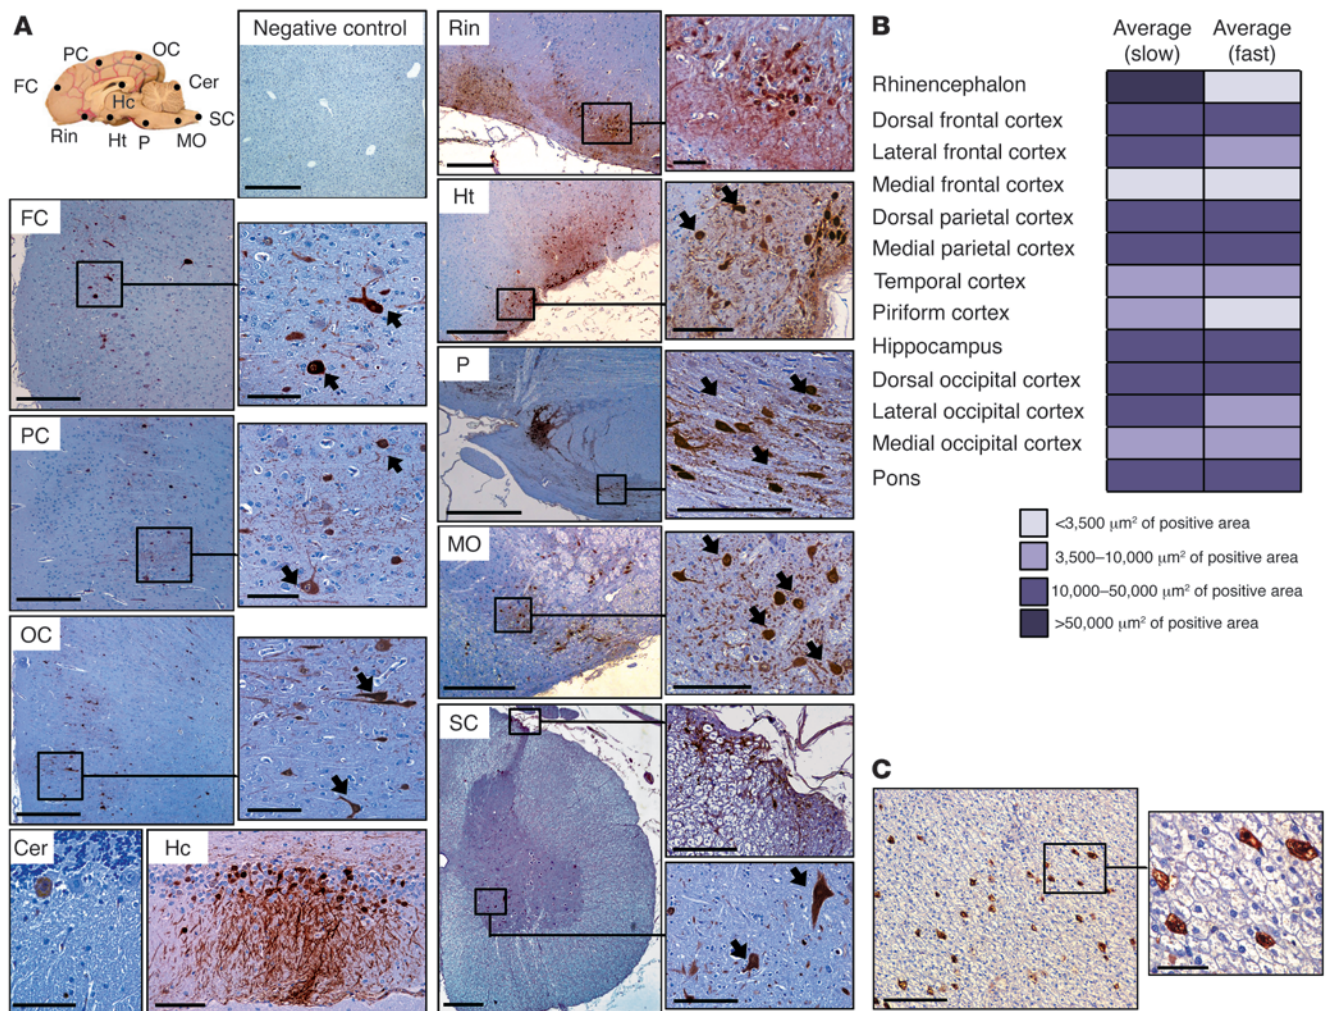 A
PC
OC
FC
Cer
Hc
SC
Rin
Ht
P
MO
Negative control
FC
PC
OC
Cer
Hc
Rin
Ht
P
MO
SC
B
Average
(slow)
Average
(fast)
Rhinencephalon
Dorsal frontal cortex
Lateral frontal cortex
Medial frontal cortex
Dorsal parietal cortex
Medial parietal cortex
Temporal cortex
Piriform cortex
Hippocampus
Dorsal occipital cortex
Lateral occipital cortex
Medial occipital cortex
Pons
<3,500 μm² of positive area
3,500–10,000 μm² of positive area
10,000–50,000 μm² of positive area
>50,000 μm² of positive area
C